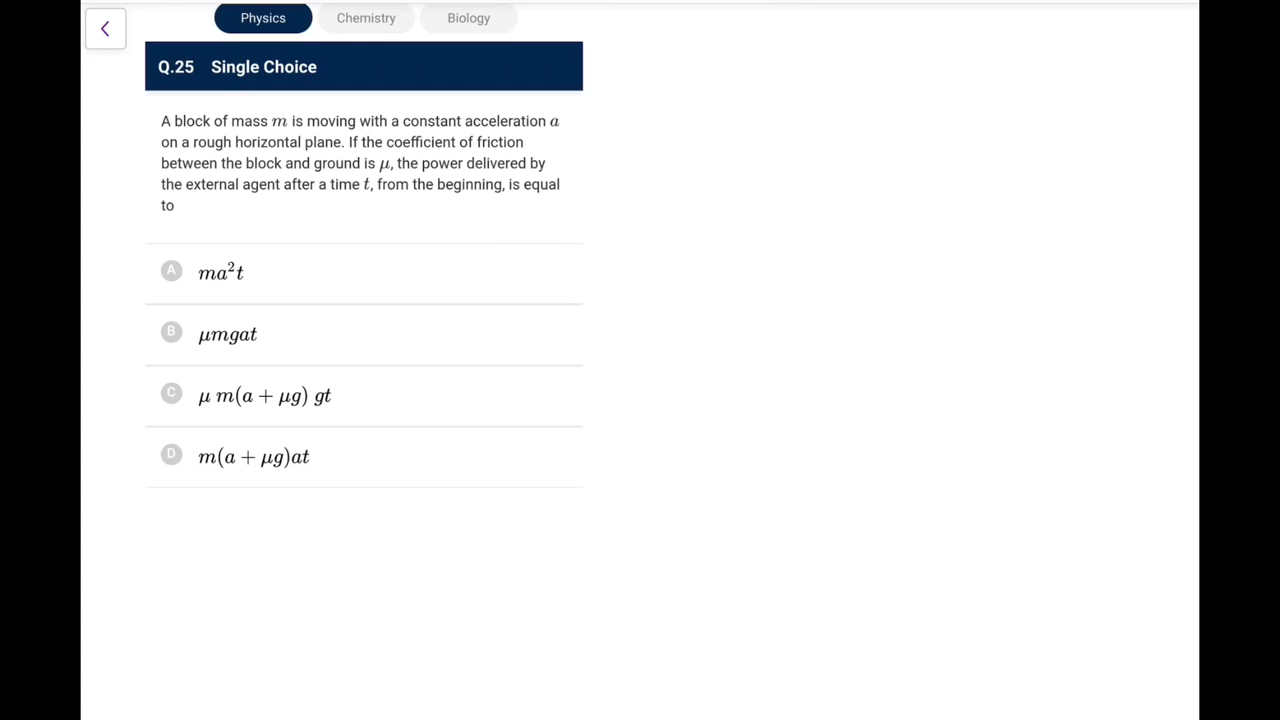 Physics Chemistry Biology
Q.25 Single Choice
A block of mass m is moving with a constant acceleration a
on a rough horizontal plane. If the coefficient of friction
between the block and ground is μ, the power delivered by
the external agent after a time t, from the beginning, is equal
to
A ma²t
B μmgat
C μ m(a + μg) gt
D m(a + μg)at